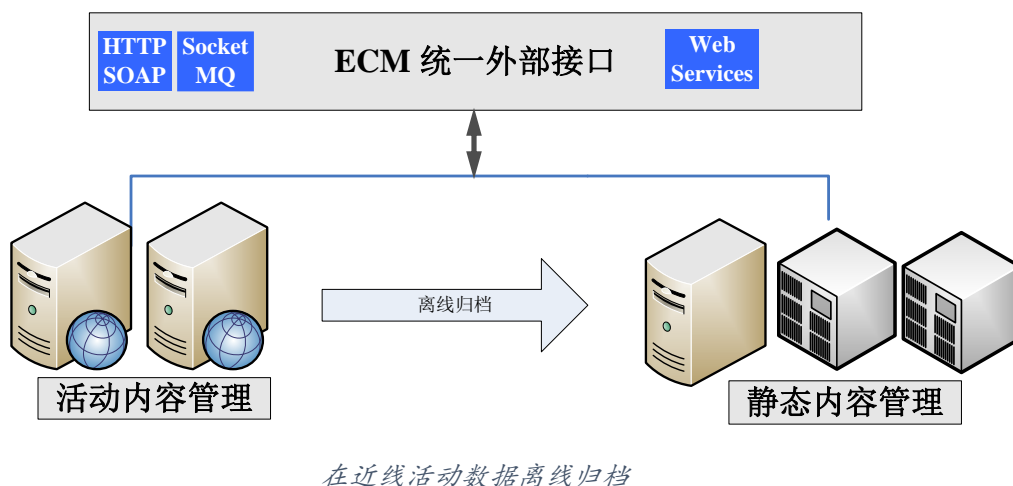 HTTP
SOAP
Socket
MQ
ECM 统一外部接口
Web
Services
离线归档
活动内容管理
静态内容管理
在近线活动数据离线归档